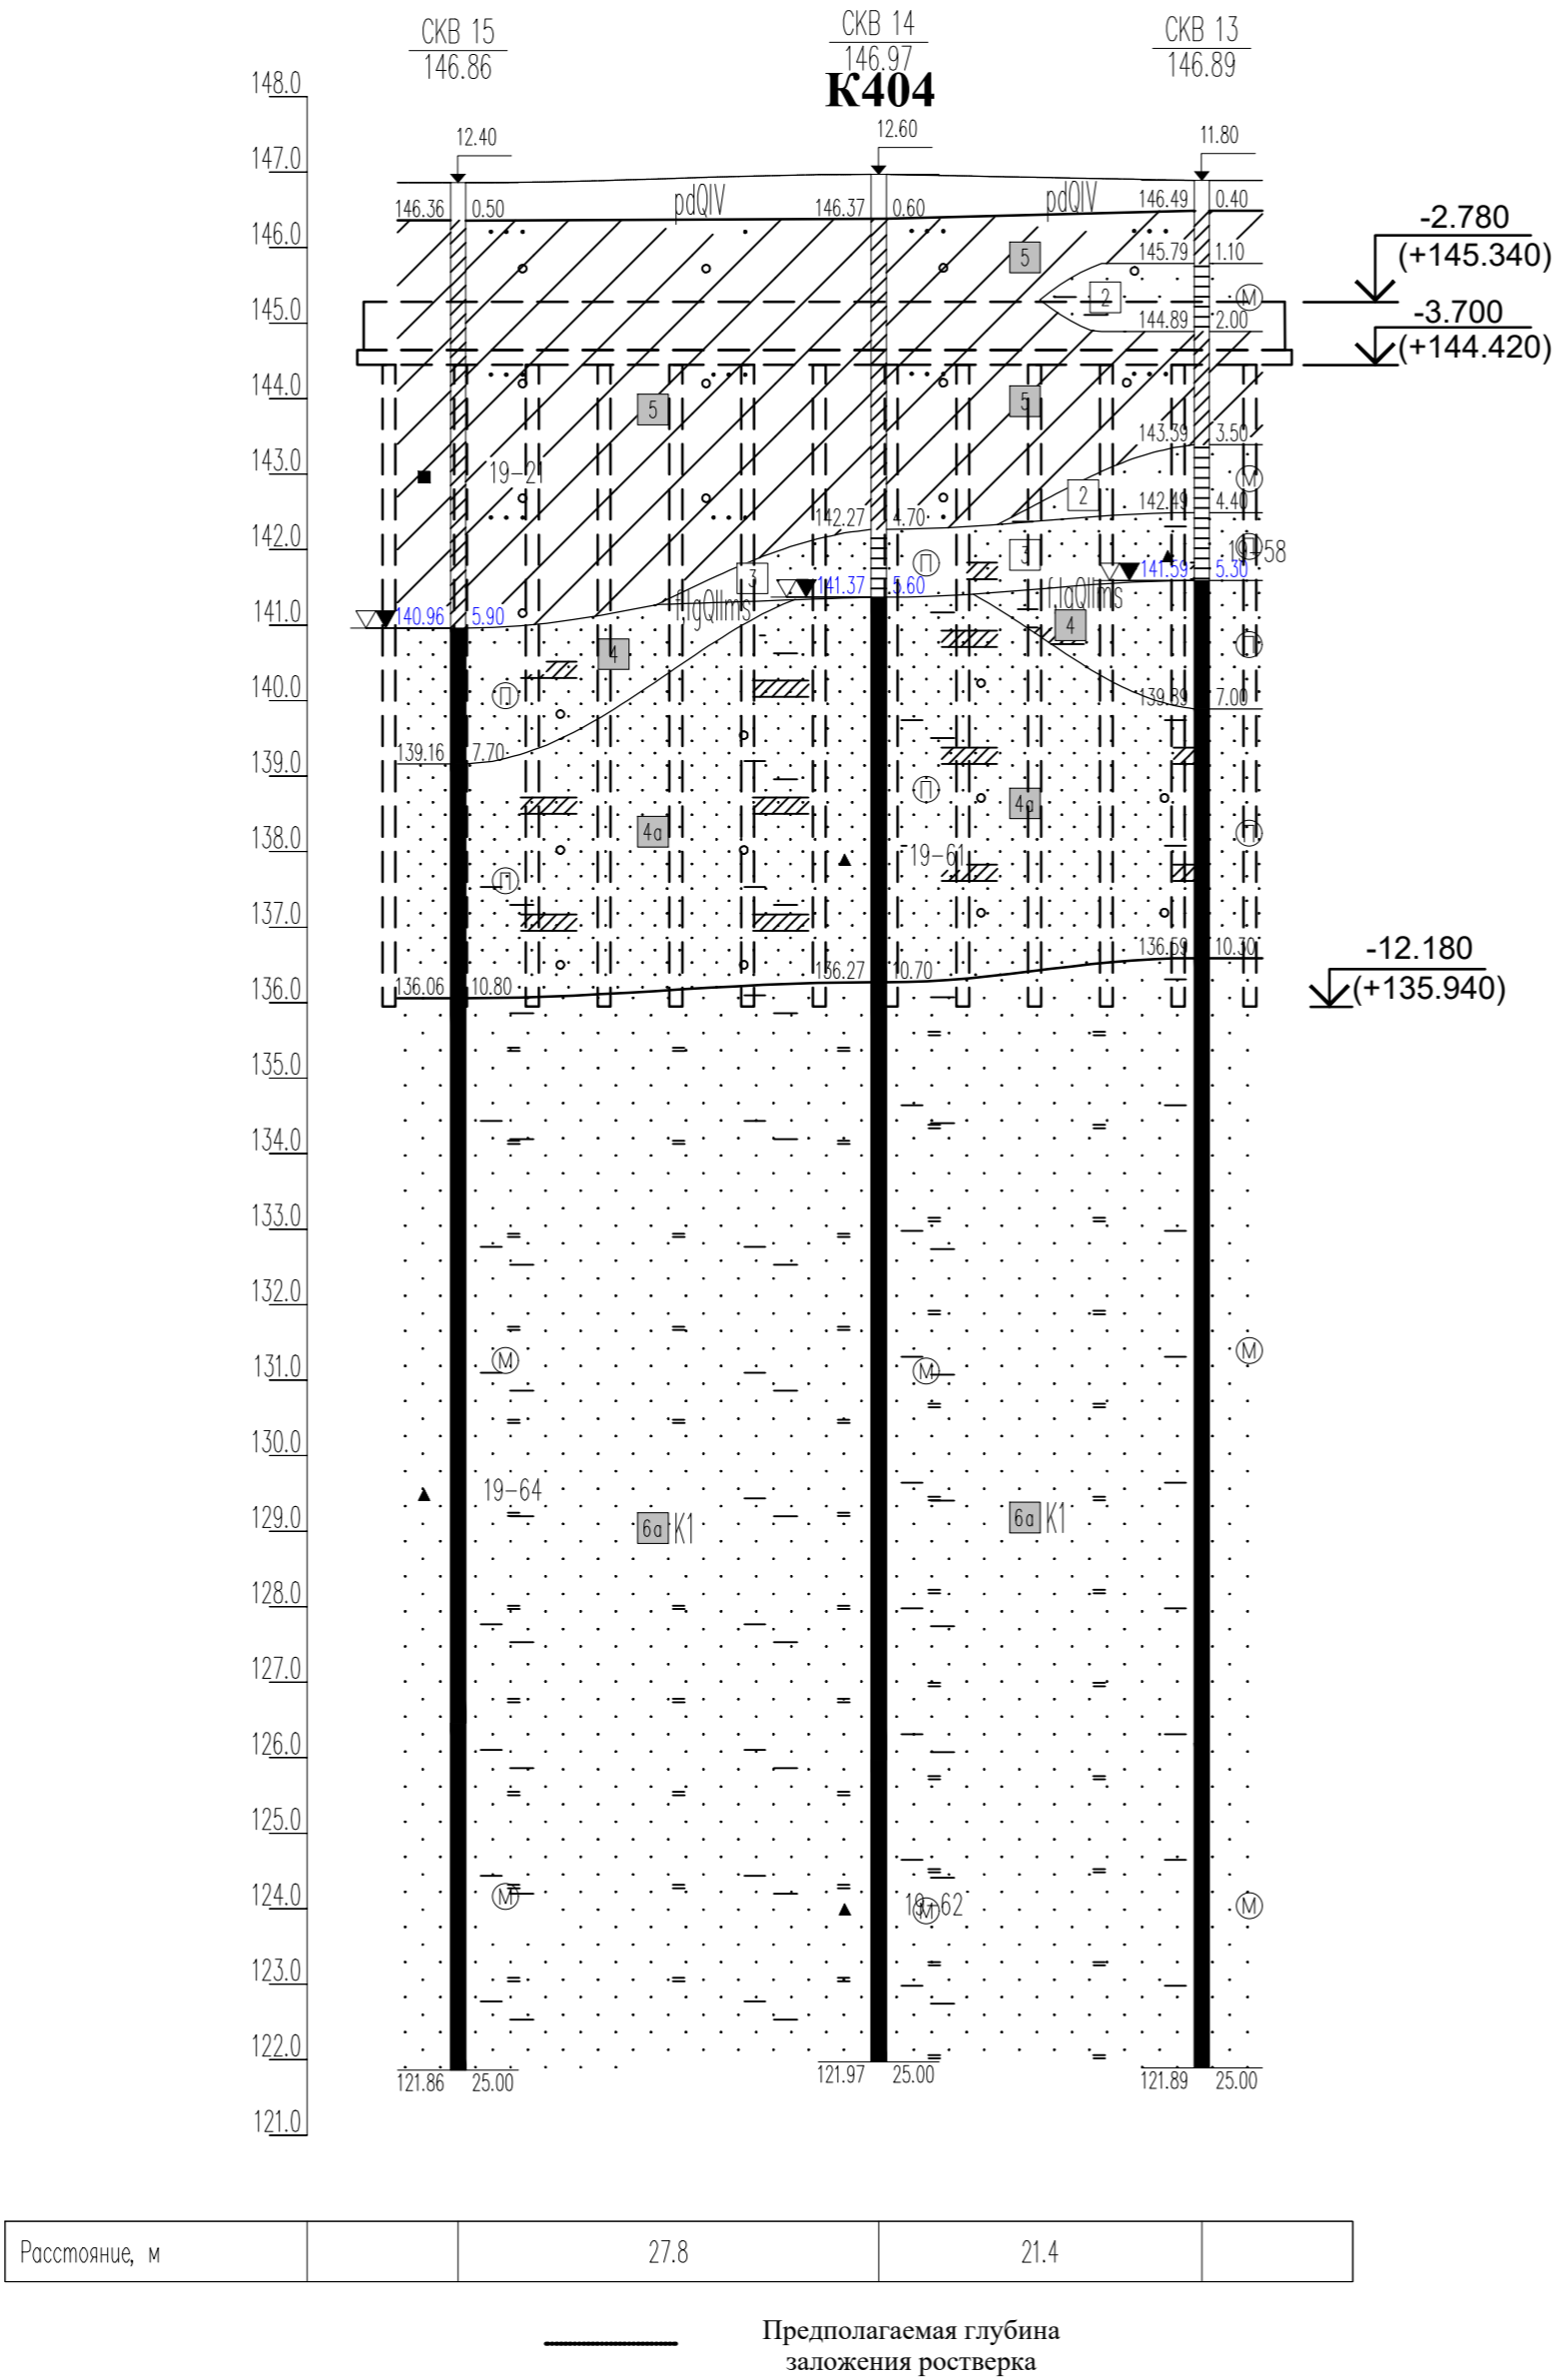 СКВ 15
146.86
СКВ 14
146.97
К404
СКВ 13
146.89
148.0
12.40
12.60
11.80
147.0
pdQIV
pdQIV
146.36 0.50
146.37 0.60
146.49 0.40
-2.780
(+145.340)
146.0
5
145.79 1.10
2
М
145.0
144.89 2.00
-3.700
(+144.420)
144.0
5
5
143.39 3.50
143.0
19-21
М
2
142.49 4.40
142.27 4.70
142.0
П
3
3
19-58
141.59 5.30
141.37 5.60
f,lgQIIms
f,lgQIIms
141.0
140.96 5.90
4
4
П
140.0
П
139.89 7.00
139.16 7.70
139.0
П
4а
4а
П
138.0
19-61
П
137.0
136.59 10.30
-12.180
(+135.940)
136.27 10.70
136.06 10.80
136.0
135.0
134.0
133.0
132.0
131.0
М
М
М
130.0
19-64
129.0
6а K1
6а K1
128.0
127.0
126.0
125.0
124.0
М
19-62
М
М
123.0
122.0
121.86 25.00
121.97 25.00
121.89 25.00
121.0
Расстояние, м 27.8 21.4
Предполагаемая глубина
заложения ростверка